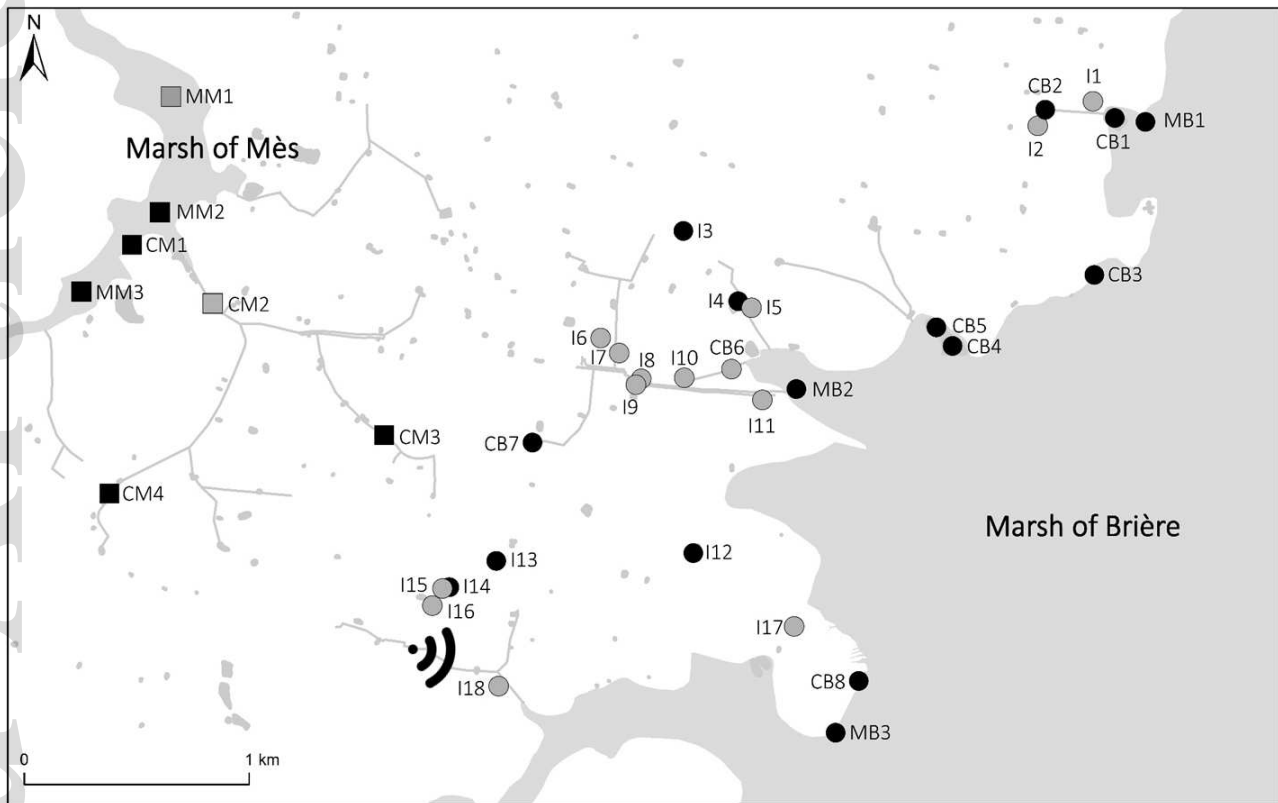 N
MM1
Marsh of Mès
MM2
CM1
MM3
CM2
CM3
CM4
CB2
I1
I2
CB1
MB1
I3
CB3
I4
I5
CB5
CB4
I6
I7
I8
I9
I10
CB6
I11
MB2
CB7
Marsh of Brière
I12
I13
I14
I15
I16
I17
I18
CB8
MB3
0
1 km